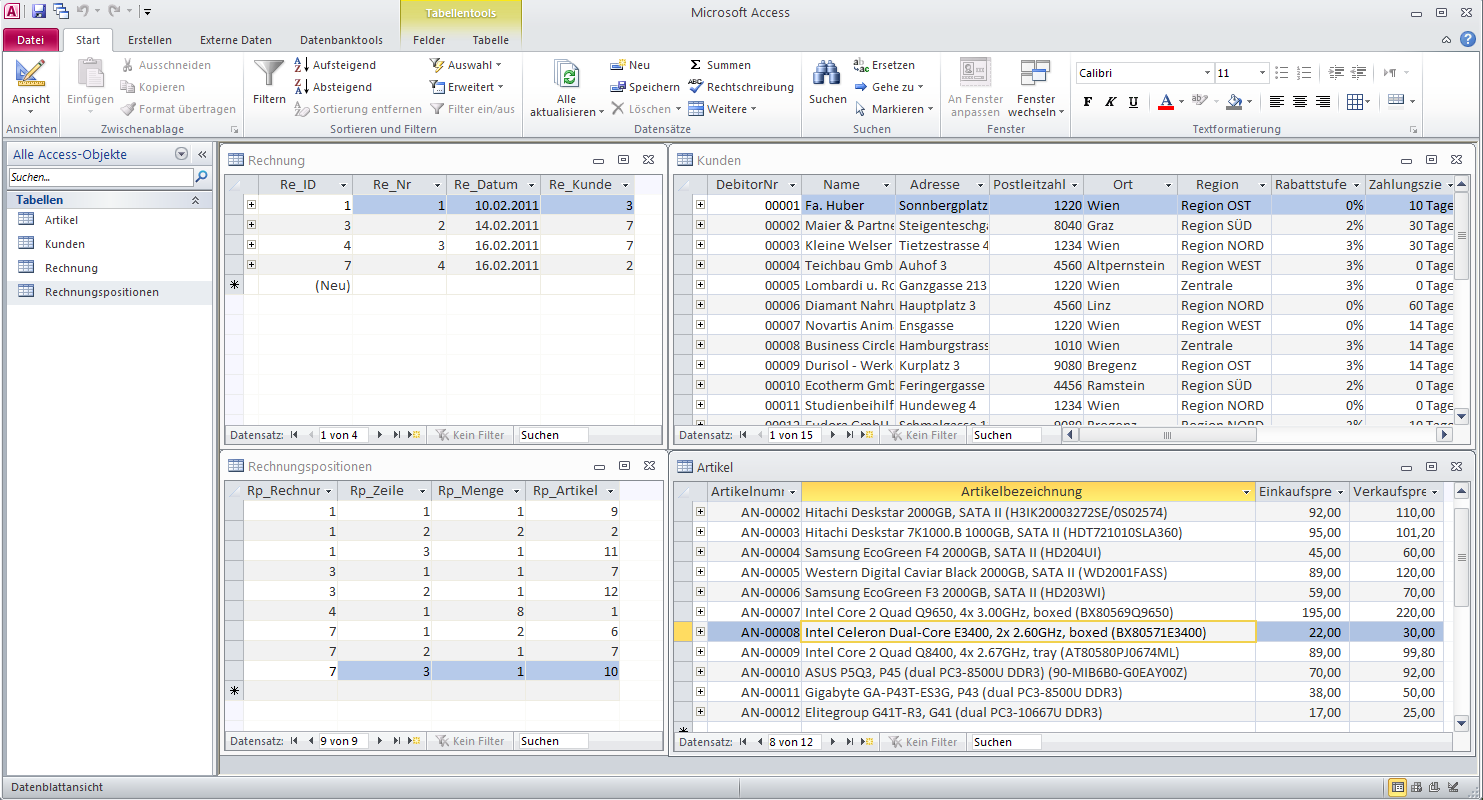 Tabellentools
Microsoft Access
Datei Start Erstellen Externe Daten Datenbanktools Felder Tabelle
Ansicht
Ansichten
Einfügen
Ausschneiden
Kopieren
Format übertragen
Zwischenablage
Filtern
Aufsteigend
Absteigend
Sortierung entfernen
Auswahl
Erweitert
Filter ein/aus
Sortieren und Filtern
Alle
aktualisieren
Neu
Speichern
Löschen
Summen
Rechtschreibung
Weitere
Datensätze
Suchen
Ersetzen
Gehe zu
Markieren
Suchen
An Fenster
anpassen
Fenster
wechseln
Fenster
Calibri 11
F K U
Textformatierung
Alle Access-Objekte
Suchen...
Tabellen
Artikel
Kunden
Rechnung
Rechnungspositionen
Rechnung
Re_ID Re_Nr Re_Datum Re_Kunde
1 1 10.02.2011 3
3 2 14.02.2011 7
4 3 16.02.2011 7
7 4 16.02.2011 2
(Neu)
Datensatz: 1 von 4 Kein Filter Suchen
Kunden
DebitorNr Name Adresse Postleitzahl Ort Region Rabattstufe Zahlungszie
00001 Fa. Huber Sonnbergplatz 1220 Wien Region OST 0% 10 Tage
00002 Maier & Partne Steigenteschga 8040 Graz Region SÜD 2% 30 Tage
00003 Kleine Welser Tietzestrasse 4 1234 Wien Region NORD 3% 30 Tage
00004 Teichbau Gmb Auhof 3 4560 Altpernstein Region WEST 3% 0 Tage
00005 Lombardi u. Ro Ganzgasse 213 1220 Wien Zentrale 3% 0 Tage
00006 Diamant Nahru Hauptplatz 3 4560 Linz Region NORD 0% 60 Tage
00007 Novartis Anima Ensgasse 1220 Wien Region WEST 0% 14 Tage
00008 Business Circle Hamburgstrass 1010 Wien Zentrale 3% 14 Tage
00009 Durisol - Werk Kurplatz 3 9080 Bregenz Region OST 3% 14 Tage
00010 Ecotherm Gmb Feringergasse 4456 Ramstein Region SÜD 2% 0 Tage
00011 Studienbeihilf Hundeweg 4 1234 Wien Region NORD 0% 0 Tage
Datensatz: 1 von 15 Kein Filter Suchen
Rechnungspositionen
Rp_Rechnur Rp_Zeile Rp_Menge Rp_Artikel
1 1 1 9
1 2 2 2
1 3 1 11
3 1 1 7
3 2 1 12
4 1 8 1
7 1 2 6
7 2 1 7
7 3 1 10
Datensatz: 9 von 9 Kein Filter Suchen
Artikel
Artikelnumr Artikelbezeichnung Einkaufspre Verkaufspre
AN-00002 Hitachi Deskstar 2000GB, SATA II (H3IK20003272SE/0S02574) 92,00 110,00
AN-00003 Hitachi Deskstar 7K1000.B 1000GB, SATA II (HDT721010SLA360) 95,00 101,20
AN-00004 Samsung EcoGreen F4 2000GB, SATA II (HD204UI) 45,00 60,00
AN-00005 Western Digital Caviar Black 2000GB, SATA II (WD2001FASS) 89,00 120,00
AN-00006 Samsung EcoGreen F3 2000GB, SATA II (HD203WI) 59,00 70,00
AN-00007 Intel Core 2 Quad Q9650, 4x 3.00GHz, boxed (BX80569Q9650) 195,00 220,00
AN-00008 Intel Celeron Dual-Core E3400, 2x 2.60GHz, boxed (BX80571E3400) 22,00 30,00
AN-00009 Intel Core 2 Quad Q8400, 4x 2.67GHz, tray (AT80580PJ0674ML) 89,00 99,80
AN-00010 ASUS P5Q3, P45 (dual PC3-8500U DDR3) (90-MIB6B0-G0EAY00Z) 70,00 92,00
AN-00011 Gigabyte GA-P43T-ES3G, P43 (dual PC3-8500U DDR3) 38,00 50,00
AN-00012 Elitegroup G41T-R3, G41 (dual PC3-10667U DDR3) 17,00 25,00
Datensatz: 8 von 12 Kein Filter Suchen
Datenblattansicht